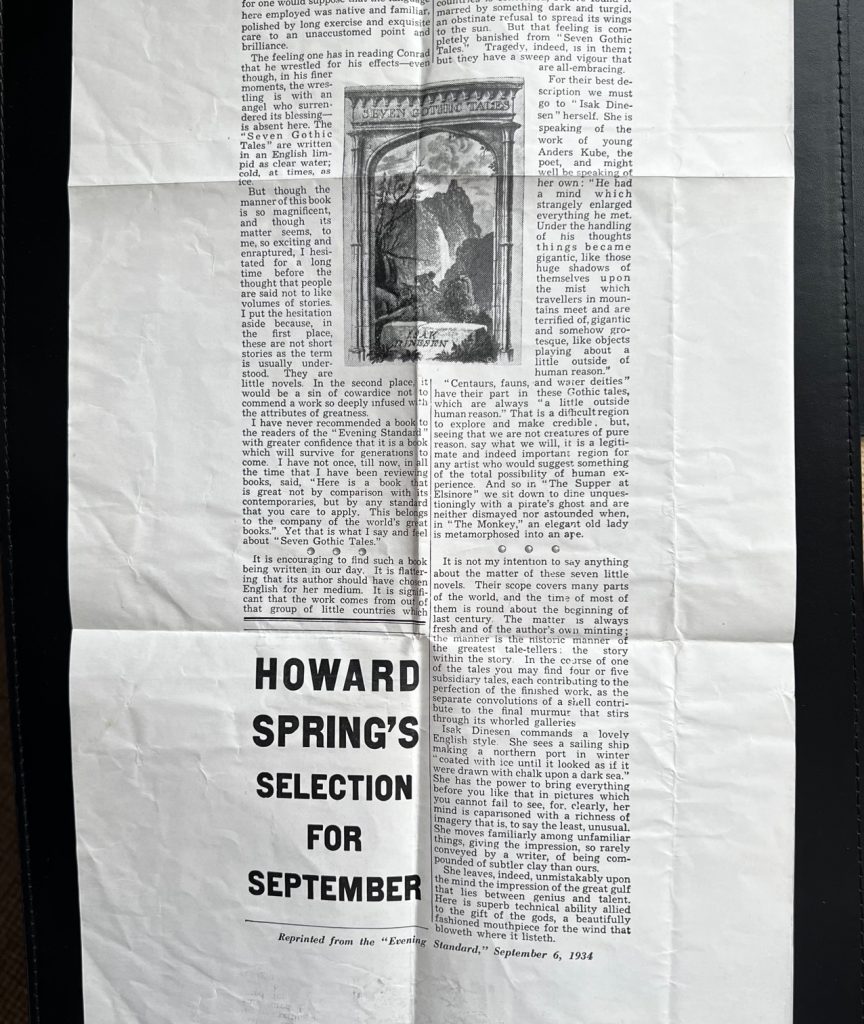 for one would suppose that the language
here employed was native and familiar,
polished by long exercise and exquisite
care to an unaccustomed point and
brilliance.
The feeling one has in reading Conrad
that he wrestled for his effects—even
though, in his finer
moments, the wres-
tling is with an
angel who surren-
dered its blessing—
is absent here. The
"Seven Gothic
Tales" are written
in an English lim-
pid as clear water;
cold, at times, as
ice.
But though the
manner of this book
is so magnificent,
and though its
matter seems, to
me, so exciting and
enraptured, I hesi-
tated for a long
time before the
thought that people
are said not to like
volumes of stories.
I put the hesitation
aside because, in
the first place,
these are not short
stories as the term
is usually under-
stood. They are
little novels. In the second place, it
would be a sin of cowardice not to
commend a work so deeply infused with
the attributes of greatness.
I have never recommended a book to
the readers of the "Evening Standard"
with greater confidence that it is a book
which will survive for generations to
come. I have not once, till now, in all
the time that I have been reviewing
books, said, "Here is a book that
is great not by comparison with its
contemporaries, but by any standard
that you care to apply. This belongs
to the company of the world's great
books." Yet that is what I say and feel
about "Seven Gothic Tales."
It is encouraging to find such a book
being written in our day. It is flatter-
ing that its author should have chosen
English for her medium. It is signifi-
cant that the work comes from out of
that group of little countries which
HOWARD
SPRING'S
SELECTION
FOR
SEPTEMBER
SEVEN GOTHIC TALES
ISAK
DINESEN
marred by something dark and turgid,
an obstinate refusal to spread its wings
to the sun. But that feeling is com-
pletely banished from "Seven Gothic
Tales." Tragedy, indeed, is in them;
but they have a sweep and vigour that
are all-embracing.
For their best de-
scription we must
go to "Isak Dine-
sen" herself. She is
speaking of the
work of young
Anders Kube, the
poet, and might
well be speaking of
her own: "He had
a mind which
strangely enlarged
everything he met.
Under the handling
of his thoughts
things became
gigantic, like those
huge shadows of
themselves upon
the mist which
travellers in moun-
tains meet and are
terrified of, gigantic
and somehow gro-
tesque, like objects
playing about a
little outside of
human reason."
"Centaurs, fauns, and water deities"
have their part in these Gothic tales,
which are always "a little outside
human reason." That is a difficult region
to explore and make credible, but,
seeing that we are not creatures of pure
reason, say what we will, it is a legiti-
mate and indeed important region for
any artist who would suggest something
of the total possibility of human ex-
perience. And so in "The Supper at
Elsinore" we sit down to dine unques-
tioningly with a pirate's ghost and are
neither dismayed nor astounded when,
in "The Monkey," an elegant old lady
is metamorphosed into an ape.
It is not my intention to say anything
about the matter of these seven little
novels. Their scope covers many parts
of the world, and the time of most of
them is round about the beginning of
last century. The matter is always
fresh and of the author's own minting;
the manner is the historic manner of
the greatest tale-tellers: the story
within the story. In the course of one
of the tales you may find four or five
subsidiary tales, each contributing to the
perfection of the finished work, as the
separate convolutions of a shell contri-
bute to the final murmur that stirs
through its whorled galleries
Isak Dinesen commands a lovely
English style. She sees a sailing ship
making a northern port in winter
"coated with ice until it looked as if it
were drawn with chalk upon a dark sea."
She has the power to bring everything
before you like that in pictures which
you cannot fail to see, for, clearly, her
mind is caparisoned with a richness of
imagery that is, to say the least, unusual.
She moves familiarly among unfamiliar
things, giving the impression, so rarely
conveyed by a writer, of being com-
pounded of subtler clay than ours.
She leaves, indeed, unmistakably upon
the mind the impression of the great gulf
that lies between genius and talent.
Here is superb technical ability allied
to the gift of the gods, a beautifully
fashioned mouthpiece for the wind that
bloweth where it listeth.
Reprinted from the "Evening Standard," September 6, 1934